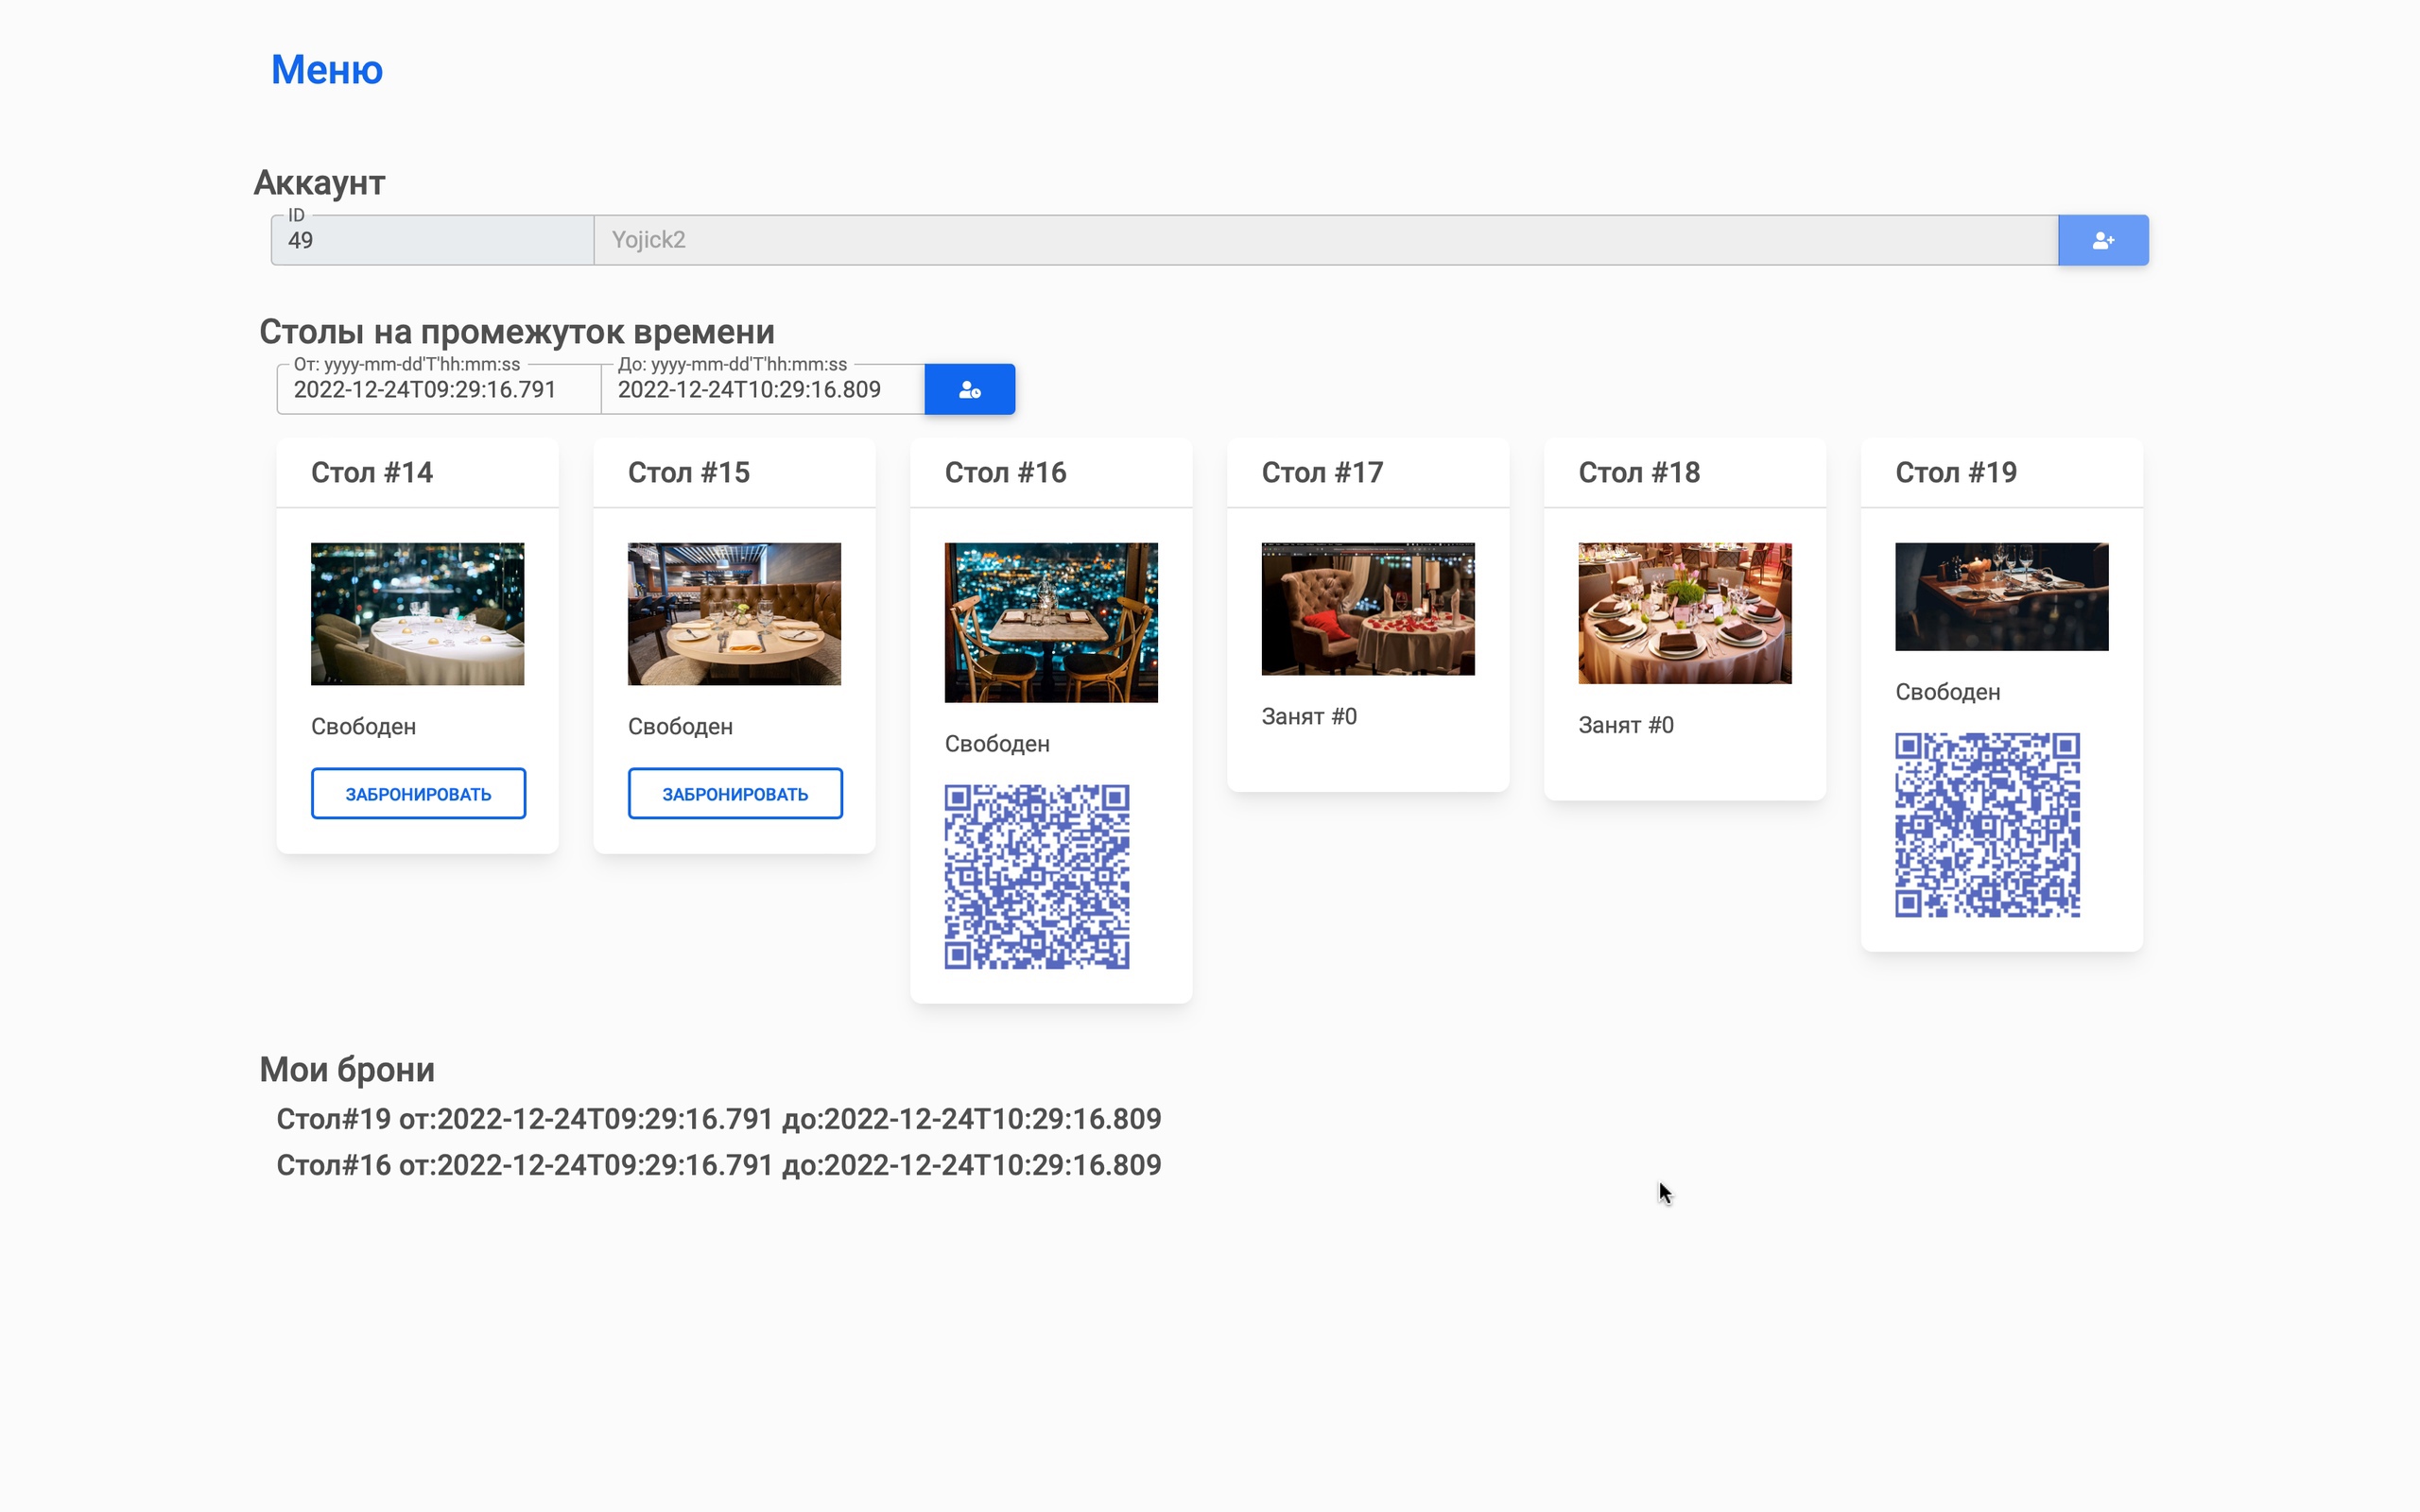 Меню
Аккаунт
ID
49
Yojick2
Столы на промежуток времени
От: yyyy-mm-dd'T'hh:mm:ss
До: yyyy-mm-dd'T'hh:mm:ss
2022-12-24T09:29:16.791
2022-12-24T10:29:16.809
Стол #14
Свободен
ЗАБРОНИРОВАТЬ
Стол #15
Свободен
ЗАБРОНИРОВАТЬ
Стол #16
Свободен
Стол #17
Занят #0
Стол #18
Занят #0
Стол #19
Свободен
Мои брони
Стол#19 от:2022-12-24T09:29:16.791 до:2022-12-24T10:29:16.809
Стол#16 от:2022-12-24T09:29:16.791 до:2022-12-24T10:29:16.809